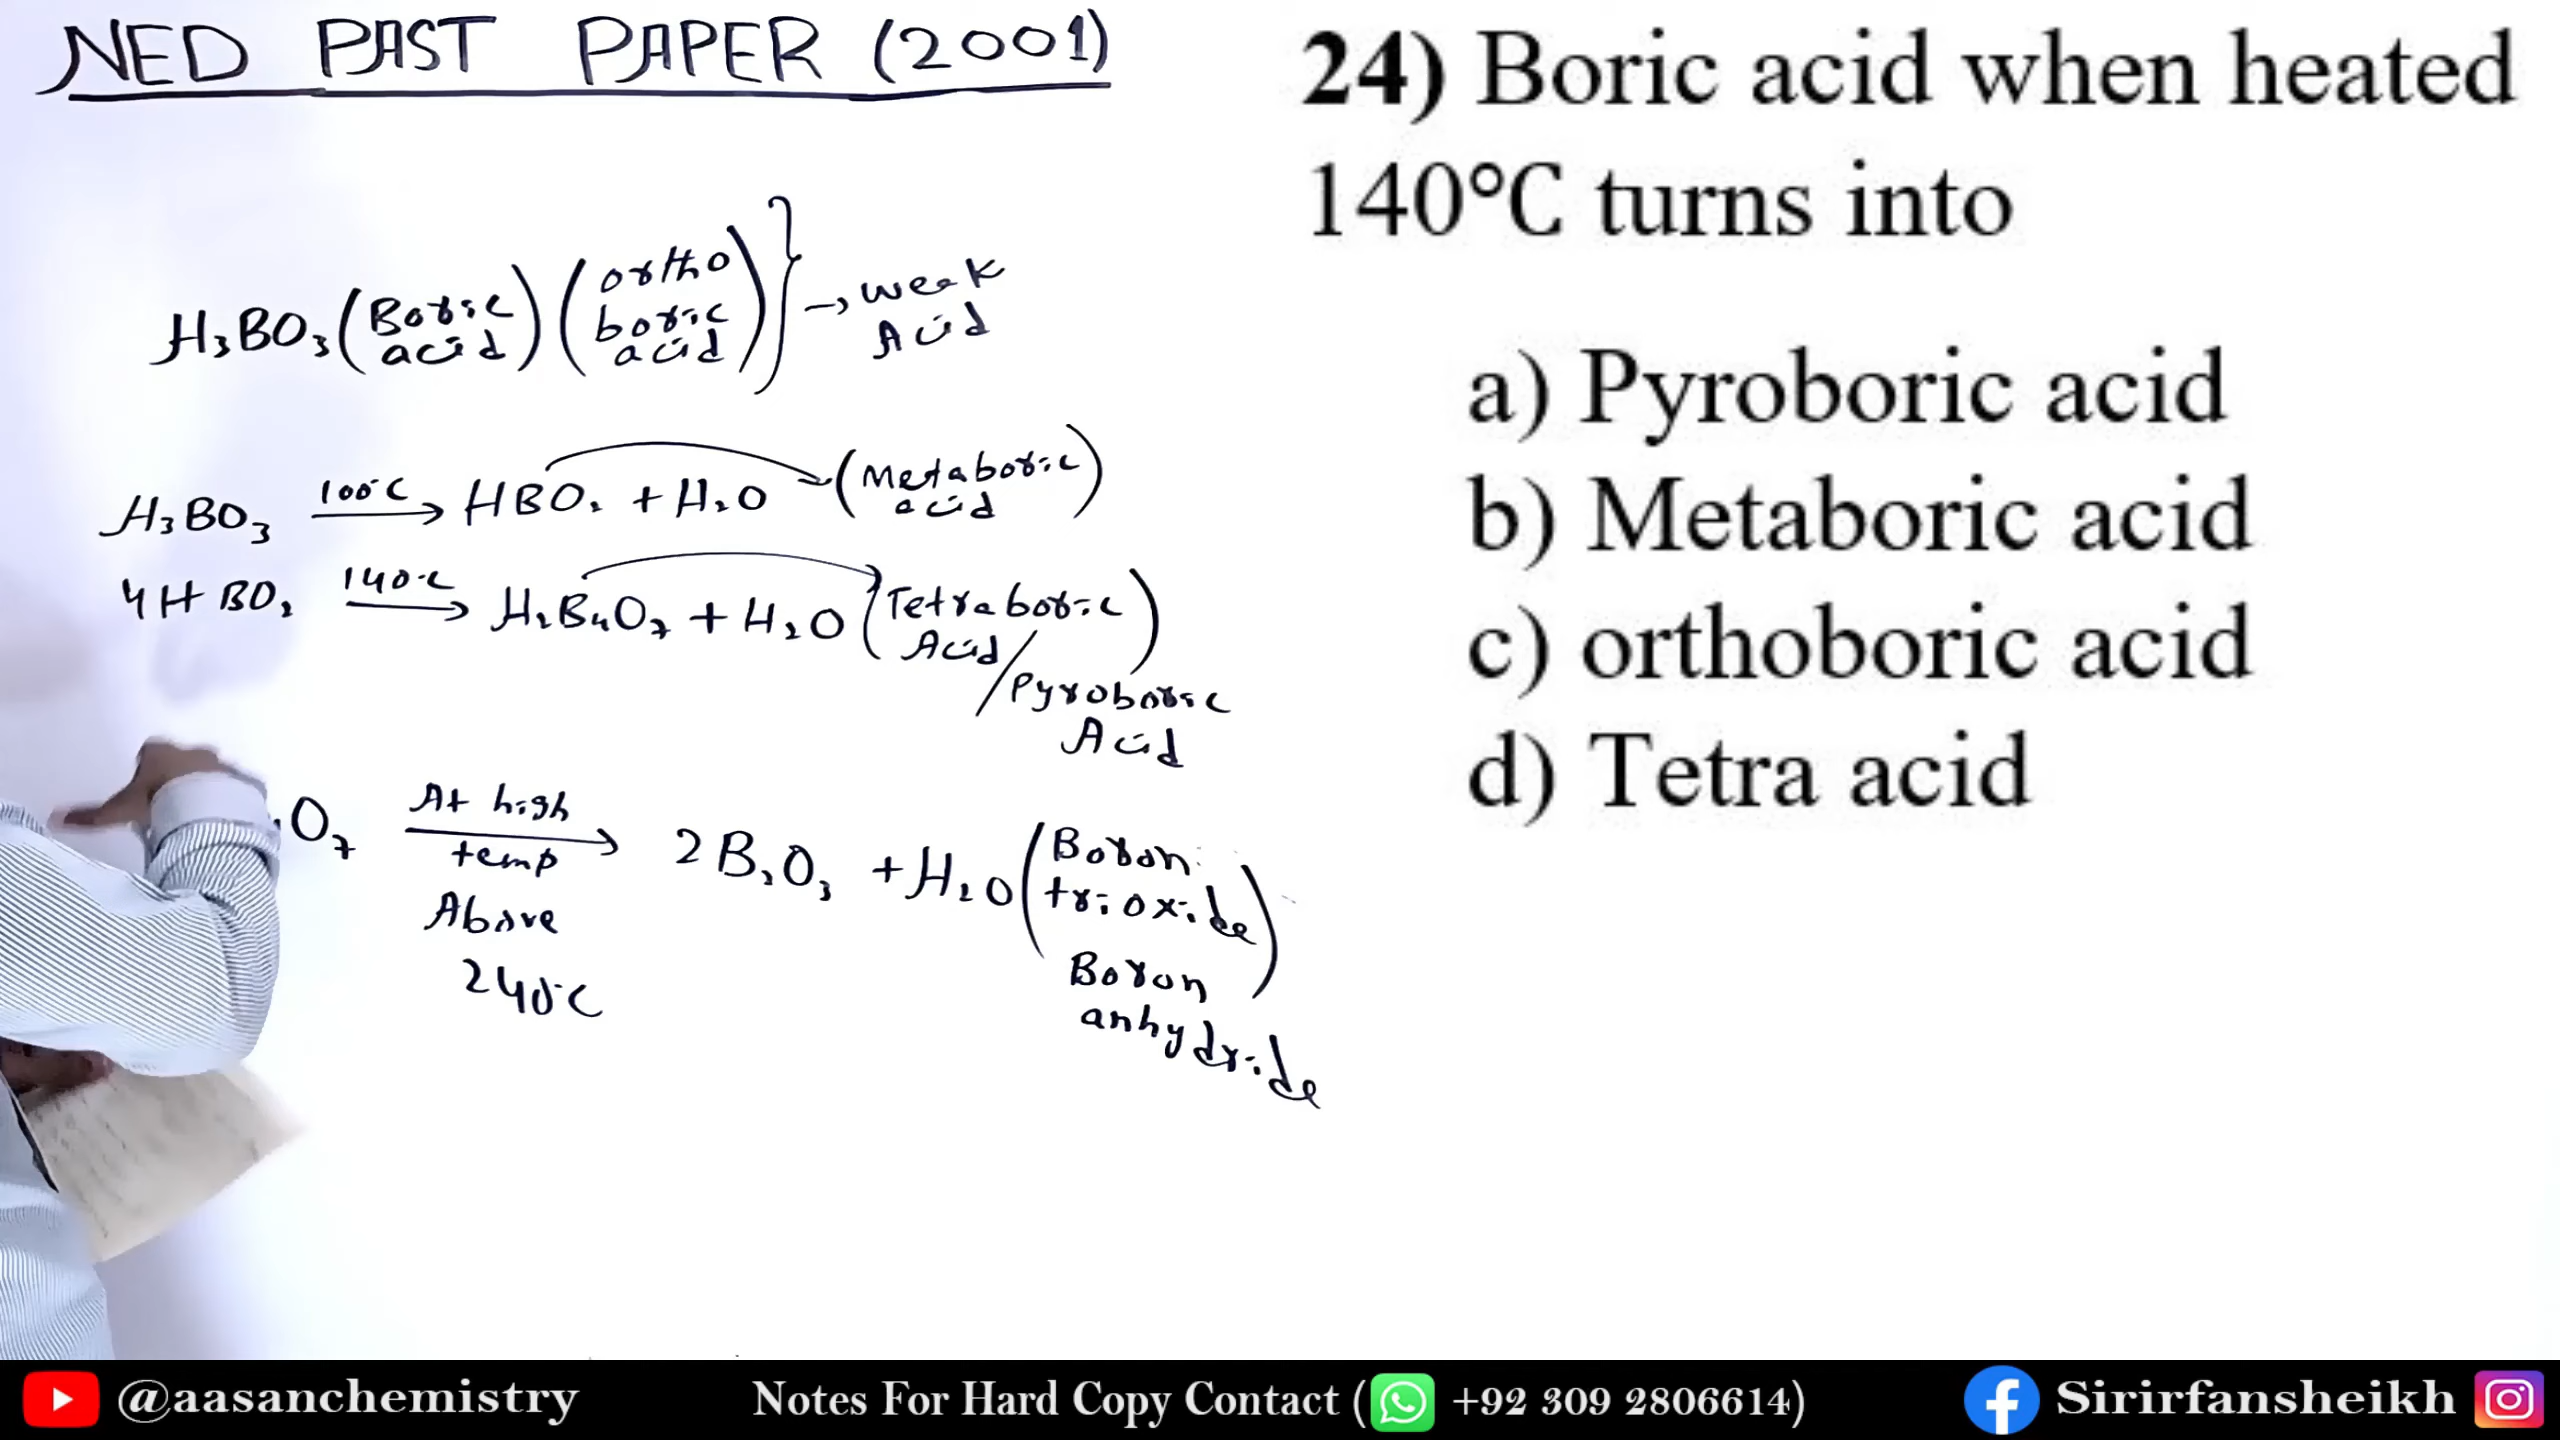 NED PAST PAPER (2001)
H₃BO₃ (Boric acid) (ortho boric acid) } → weak Acid
H₃BO₃ 100°C → HBO₂ + H₂O → (Metaboric acid)
4HBO₂ 140°C → H₂B₄O₇ + H₂O (Tetraboric Acid / Pyroboric Acid)
O₇ At high temp Above 240°C → 2B₂O₃ + H₂O (Boron trioxide Boron anhydride)
24) Boric acid when heated
140°C turns into
a) Pyroboric acid
b) Metaboric acid
c) orthoboric acid
d) Tetra acid
@aasanchemistry
Notes For Hard Copy Contact ( +92 309 2806614)
Sirirfansheikh